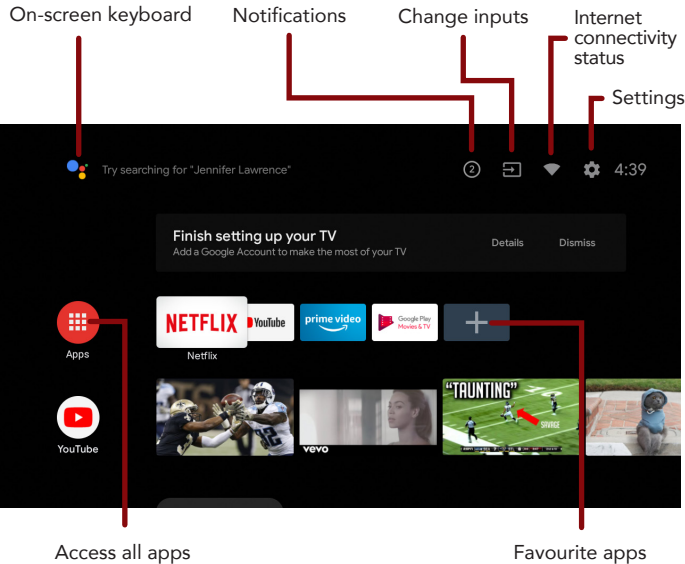 On-screen keyboard
Notifications
Change inputs
Internet
connectivity
status
Settings
Try searching for "Jennifer Lawrence"
2
4:39
Finish setting up your TV
Add a Google Account to make the most of your TV
Details
Dismiss
Apps
NETFLIX
YouTube
prime video
Google Play
Movies & TV
Netflix
YouTube
vevo
"TAUNTING"
SAVAGE
Access all apps
Favourite apps